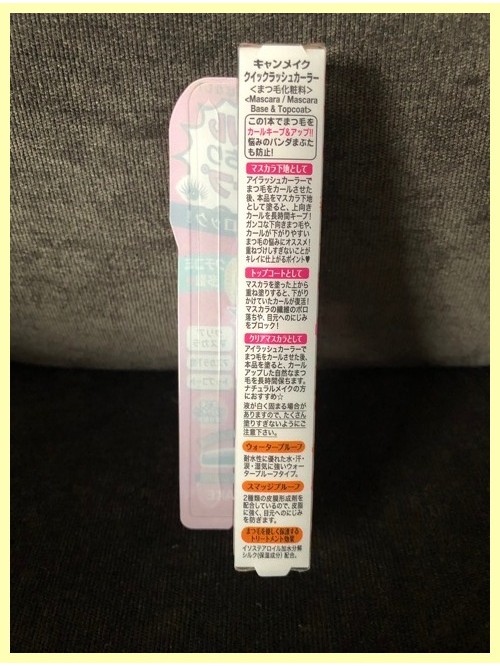 キャンメイク
クイックラッシュカーラー
<まつ毛化粧料>
<Mascara / Mascara
Base & Topcoat>
この1本でまつ毛を
カールキープ&アップ!!
悩みのパンダまぶた
も防止!
マスカラ下地として
アイラッシュカーラーで
まつ毛をカールさせた
後、本品をマスカラ下地
として塗ると、上向き
カールを長時間キープ!
ガンコな下向きまつ毛や、
カールが下がりやすい
まつ毛の悩みにオススメ!
重ねづけしすぎないことが
キレイに仕上がるポイント♥
トップコートとして
マスカラを塗った上から
重ね塗りすると、下がり
かけていたカールが復活!
マスカラの繊維のポロ
落ちや、目元へのにじみ
をブロック!
クリアマスカラとして
アイラッシュカーラーで
まつ毛をカールさせた後、
本品を塗ると、カール
アップした自然なまつ
毛を長時間保ちます。
ナチュラルメイクの方
におすすめ☆
液が白く固まる場合が
ありますので、たくさん
塗りすぎないようにご
注意下さい。
ウォータープルーフ
耐水性に優れた水・汗・
涙・湿気に強いウォー
タープルーフタイプ。
スマッジプルーフ
2種類の皮膜形成剤を
配合しているので、皮脂
に強く、目元へのにじみ
を防ぎます。
まつ毛を優しく保護する
トリートメント効果
イソステアロイル加水分解
シルク(保湿成分)配合。